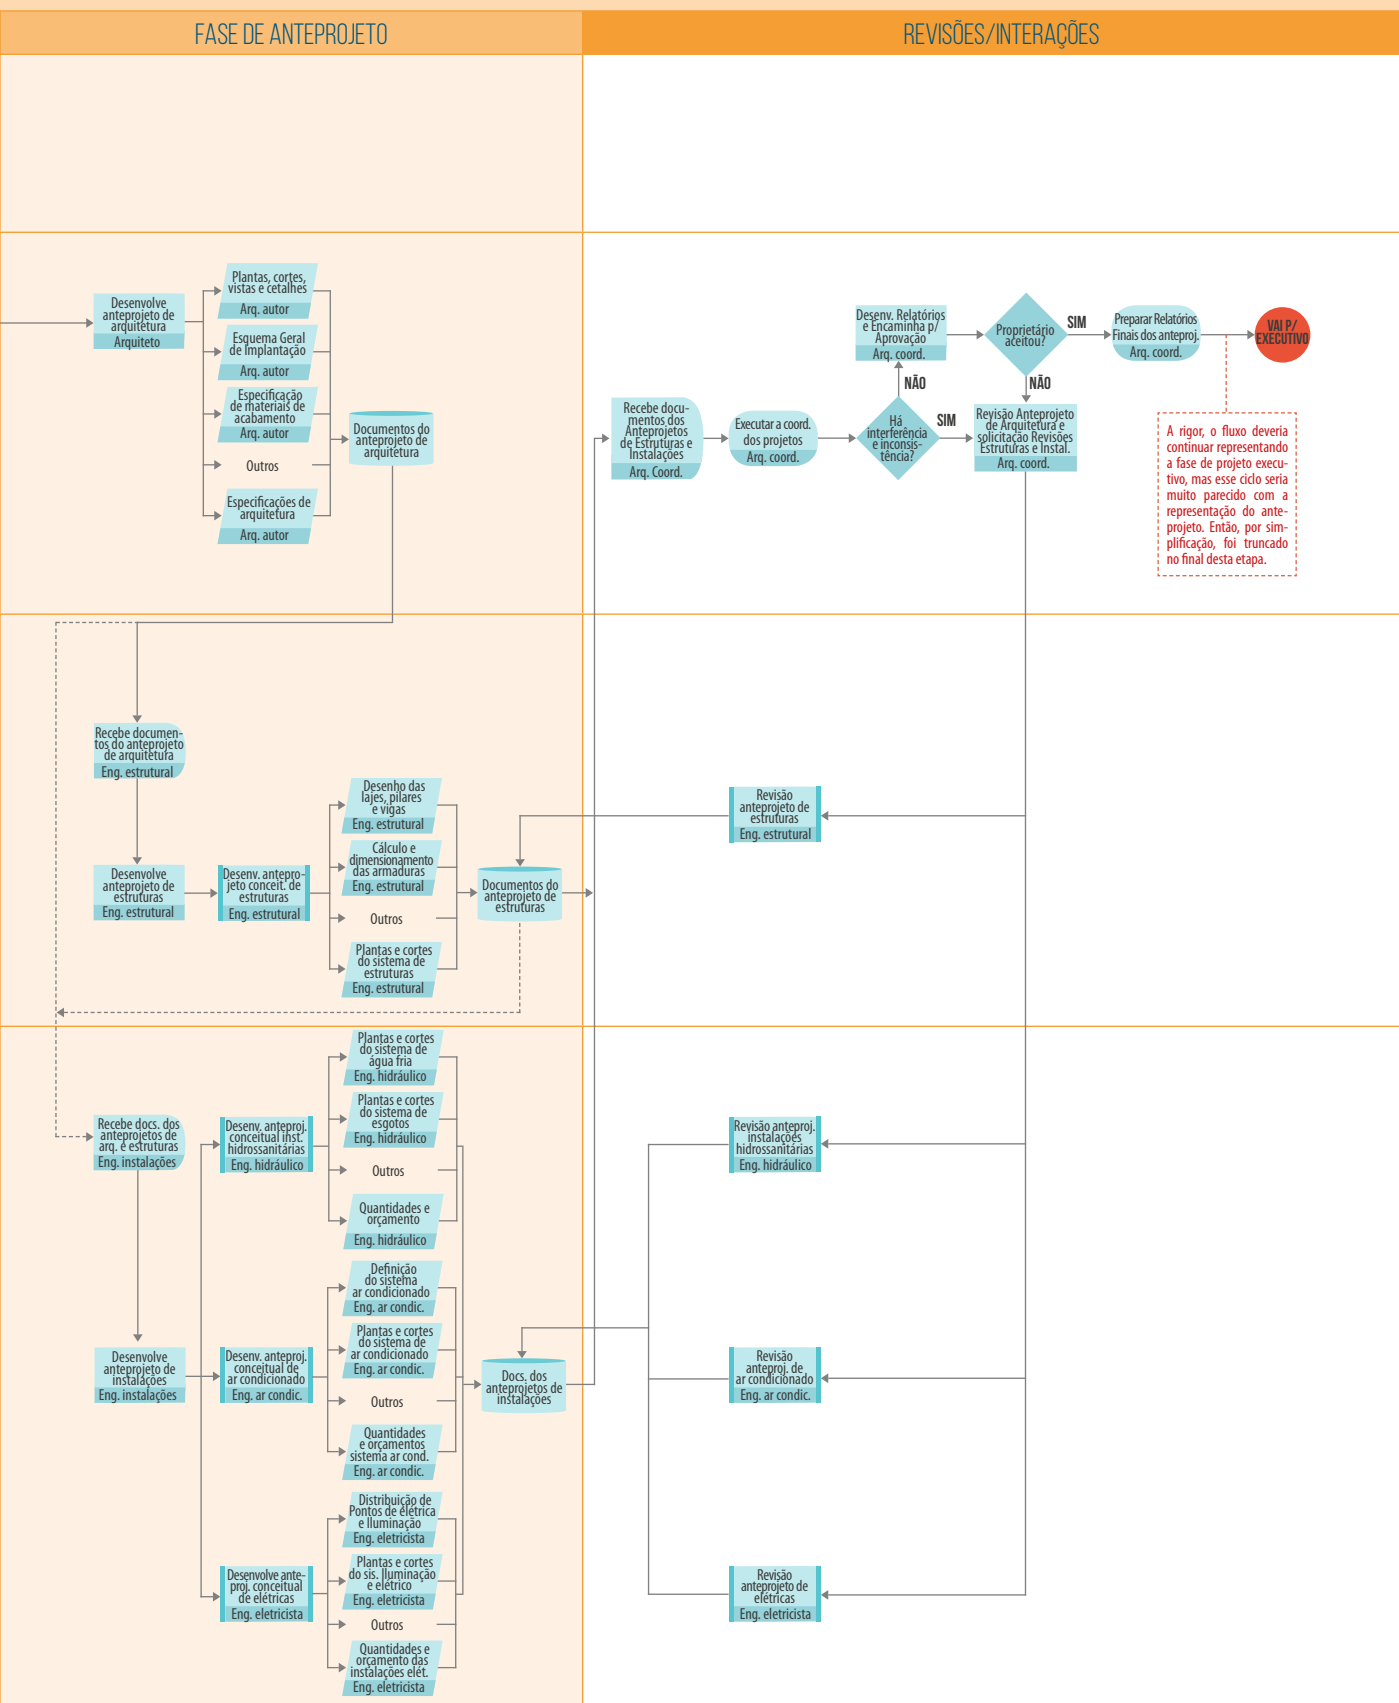 FASE DE ANTEPROJETO
REVISÕES/INTERAÇÕES
Desenvolve
anteprojeto de
arquitetura
Arquiteto
Plantas, cortes,
vistas e cetalhes
Arq. autor
Esquema Geral
de Implantação
Arq. autor
Especificação
de materiais de
acabamento
Arq. autor
Outros
Especificações de
arquitetura
Arq. autor
Documentos do
anteprojeto de
arquitetura
Recebe docu-
mentos dos
Anteprojetos
de Estruturas e
Instalações
Arq. Coord.
Executar a coord.
dos projetos
Arq. coord.
Há
interferência
e inconsis-
tência?
NÃO
SIM
Desenv. Relatórios
e Encaminha p/
Aprovação
Arq. coord.
Proprietário
aceitou?
SIM
NÃO
Revisão Anteprojeto
de Arquitetura e
solicitação Revisões
Estruturas e Instal.
Arq. coord.
Preparar Relatórios
Finais dos anteproj.
Arq. coord.
VAI P/
EXECUTIVO
A rigor, o fluxo deveria
continuar representando
a fase de projeto execu-
tivo, mas esse ciclo seria
muito parecido com a
representação do ante-
projeto. Então, por sim-
plificação, foi truncado
no final desta etapa.
Recebe documen-
tos do anteprojeto
de arquitetura
Eng. estrutural
Desenvolve
anteprojeto de
estruturas
Eng. estrutural
Desenv. antepro-
jeto conceit. de
estruturas
Eng. estrutural
Desenho das
lajes, pilares
e vigas
Eng. estrutural
Cálculo e
dimensionamento
das armaduras
Eng. estrutural
Outros
Plantas e cortes
do sistema de
estruturas
Eng. estrutural
Documentos do
anteprojeto de
estruturas
Revisão
anteprojeto de
estruturas
Eng. estrutural
Recebe docs. dos
anteprojetos de
arq. e estruturas
Eng. instalações
Desenvolve
anteprojeto de
instalações
Eng. instalações
Desenv. anteproj.
conceitual inst.
hidrossanitárias
Eng. hidráulico
Plantas e cortes
do sistema de
água fria
Eng. hidráulico
Plantas e cortes
do sistema de
esgotos
Eng. hidráulico
Outros
Quantidades e
orçamento
Eng. hidráulico
Desenv. anteproj.
conceitual de
ar condicionado
Eng. ar condic.
Definição
do sistema
ar condicionado
Eng. ar condic.
Plantas e cortes
do sistema de
ar condicionado
Eng. ar condic.
Outros
Quantidades
e orçamentos
sistema ar cond.
Eng. ar condic.
Desenvolve ante-
proj. conceitual
de elétricas
Eng. eletricista
Distribuição de
Pontos de elétrica
e Iluminação
Eng. eletricista
Plantas e cortes
do sis. Iluminação
e elétrico
Eng. eletricista
Outros
Quantidades e
orçamento das
instalações elét.
Eng. eletricista
Docs. dos
anteprojetos de
instalações
Revisão anteproj.
instalações
hidrossanitárias
Eng. hidráulico
Revisão
anteproj. de
ar condicionado
Eng. ar condic.
Revisão
anteprojeto de
elétricas
Eng. eletricista